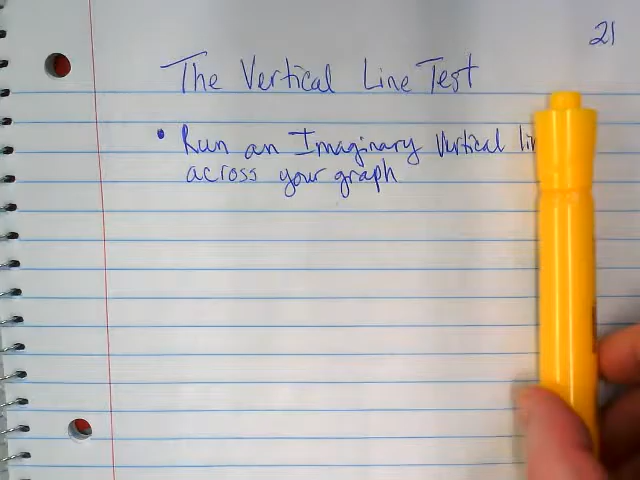 21
The Vertical Line Test
• Run an Imaginary Vertical
across your graph